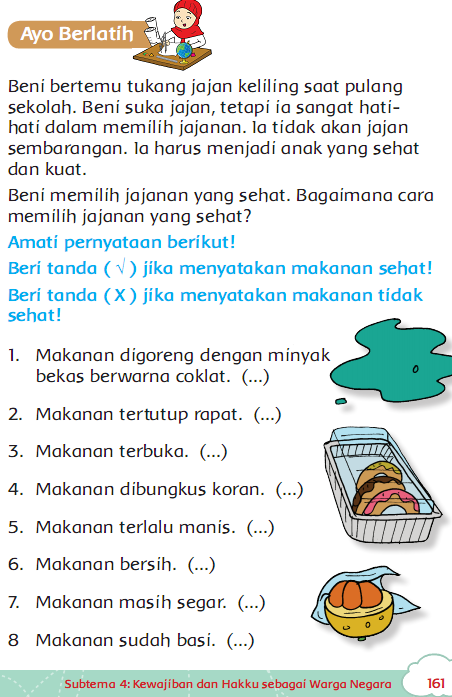 Ayo Berlatih
Beni bertemu tukang jajan keliling saat pulang
sekolah. Beni suka jajan, tetapi ia sangat hati-
hati dalam memilih jajanan. Ia tidak akan jajan
sembarangan. Ia harus menjadi anak yang sehat
dan kuat.
Beni memilih jajanan yang sehat. Bagaimana cara
memilih jajanan yang sehat?
Amati pernyataan berikut!
Beri tanda ( √ ) jika menyatakan makanan sehat!
Beri tanda ( X ) jika menyatakan makanan tidak
sehat!
1. Makanan digoreng dengan minyak
bekas berwarna coklat. (...)
2. Makanan tertutup rapat. (...)
3. Makanan terbuka. (...)
4. Makanan dibungkus koran. (...)
5. Makanan terlalu manis. (...)
6. Makanan bersih. (...)
7. Makanan masih segar. (...)
8 Makanan sudah basi. (...)
Subtema 4: Kewajiban dan Hakku sebagai Warga Negara 161